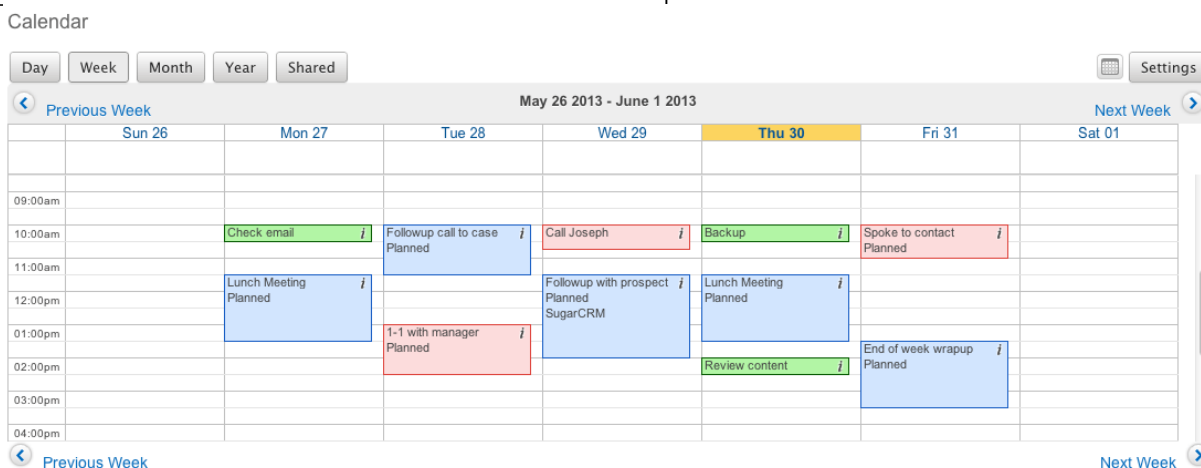 Calendar
Day Week Month Year Shared Settings
Previous Week May 26 2013 - June 1 2013 Next Week
Sun 26 Mon 27 Tue 28 Wed 29 Thu 30 Fri 31 Sat 01
09:00am
10:00am
Check email i
Followup call to case i
Planned
Call Joseph i
Backup i
Spoke to contact i
Planned
11:00am
Lunch Meeting i
Planned
Followup with prospect i
Planned
SugarCRM
Lunch Meeting i
Planned
12:00pm
01:00pm
1-1 with manager i
Planned
End of week wrapup i
Planned
02:00pm
Review content i
03:00pm
04:00pm
Previous Week Next Week